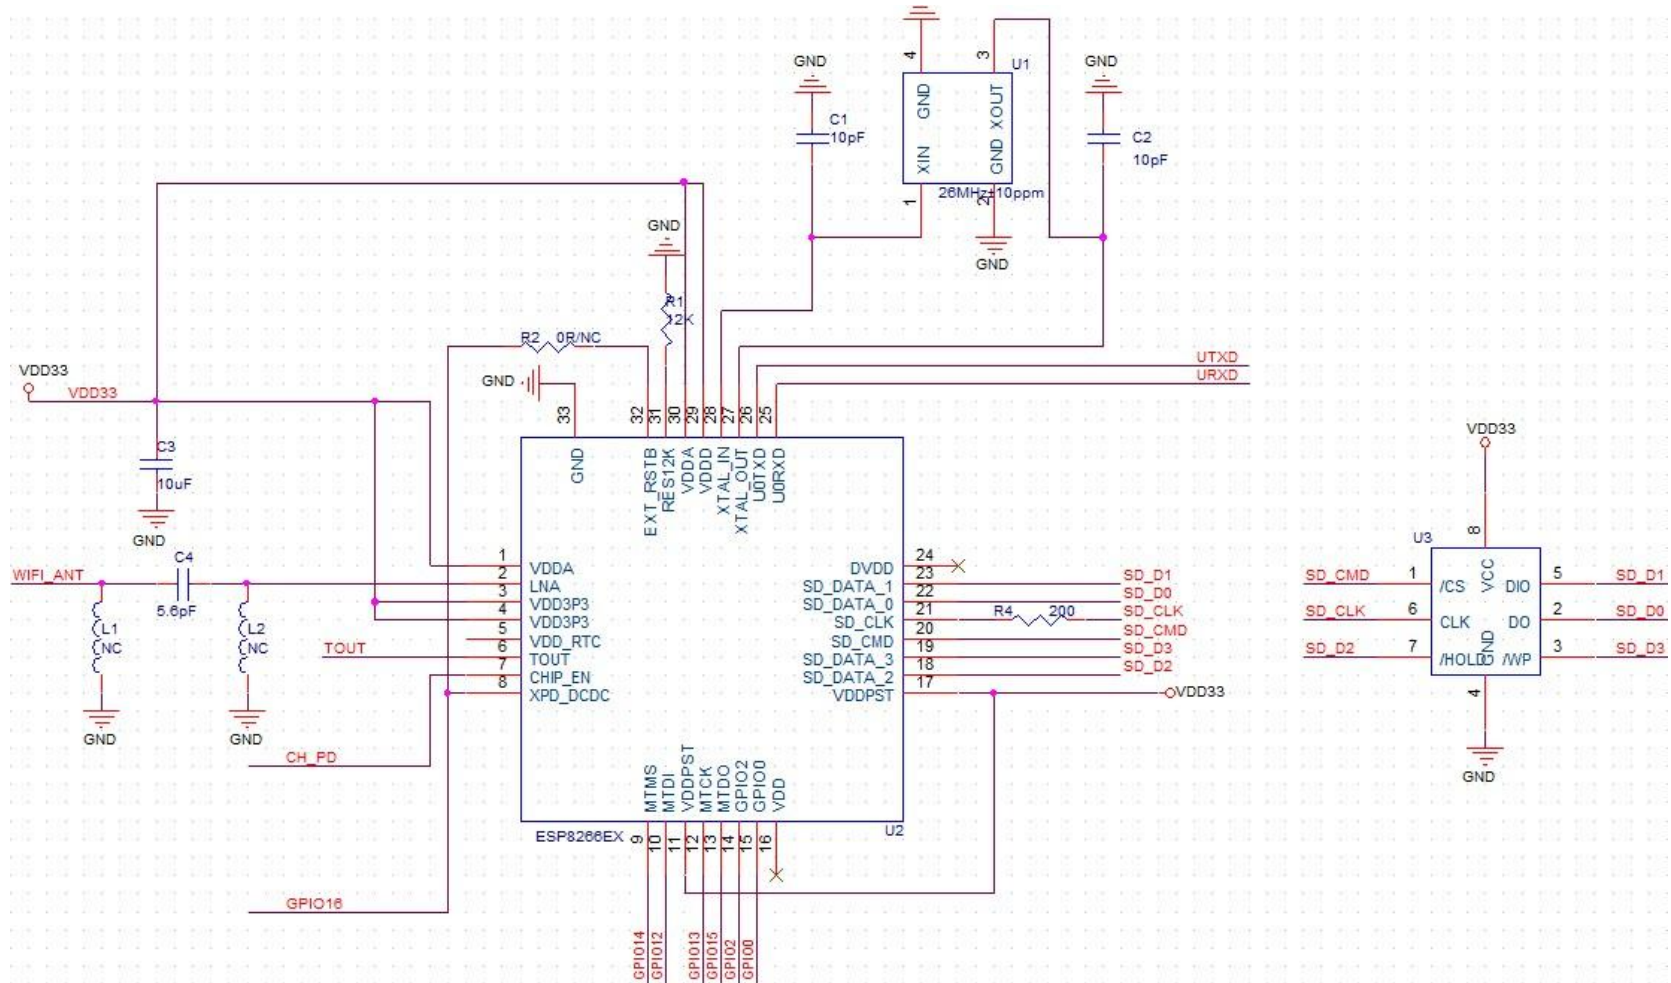 GND
GND
4
3
U1
GND
XOUT
XIN
GND
C1
10pF
C2
10pF
26MHz±10ppm
1
2
GND
GND
R1
12K
R2 0R/NC
UTXD
URXD
GND
VDD33
VDD33
33
32
31
30
29
28
27
26
25
GND
EXT_RSTB
RES12K
VDDA
VDDD
XTAL_IN
XTAL_OUT
U0TXD
U0RXD
C3
10uF
GND
C4
5.6pF
WIFI_ANT
L1
NC
L2
NC
GND
GND
TOUT
CH_PD
GPIO16
1 VDDA
2 LNA
3 VDD3P3
4 VDD3P3
5 VDD_RTC
6 TOUT
7 CHIP_EN
8 XPD_DCDC
DVDD 24
SD_DATA_1 23 SD_D1
SD_DATA_0 22 SD_D0
SD_CLK 21 R4 200 SD_CLK
SD_CMD 20 SD_CMD
SD_DATA_3 19 SD_D3
SD_DATA_2 18 SD_D2
VDDPST 17 VDD33
MTMS
MTDI
VDDPST
MTCK
MTDO
GPIO2
GPIO0
VDD
ESP8266EX
U2
9
10
11
12
13
14
15
16
GPIO14
GPIO12
GPIO13
GPIO15
GPIO2
GPIO0
VDD33
8
U3
VCC
SD_CMD 1 /CS DIO 5 SD_D1
SD_CLK 6 CLK DO 2 SD_D0
SD_D2 7 /HOLD GND /WP 3 SD_D3
4
GND